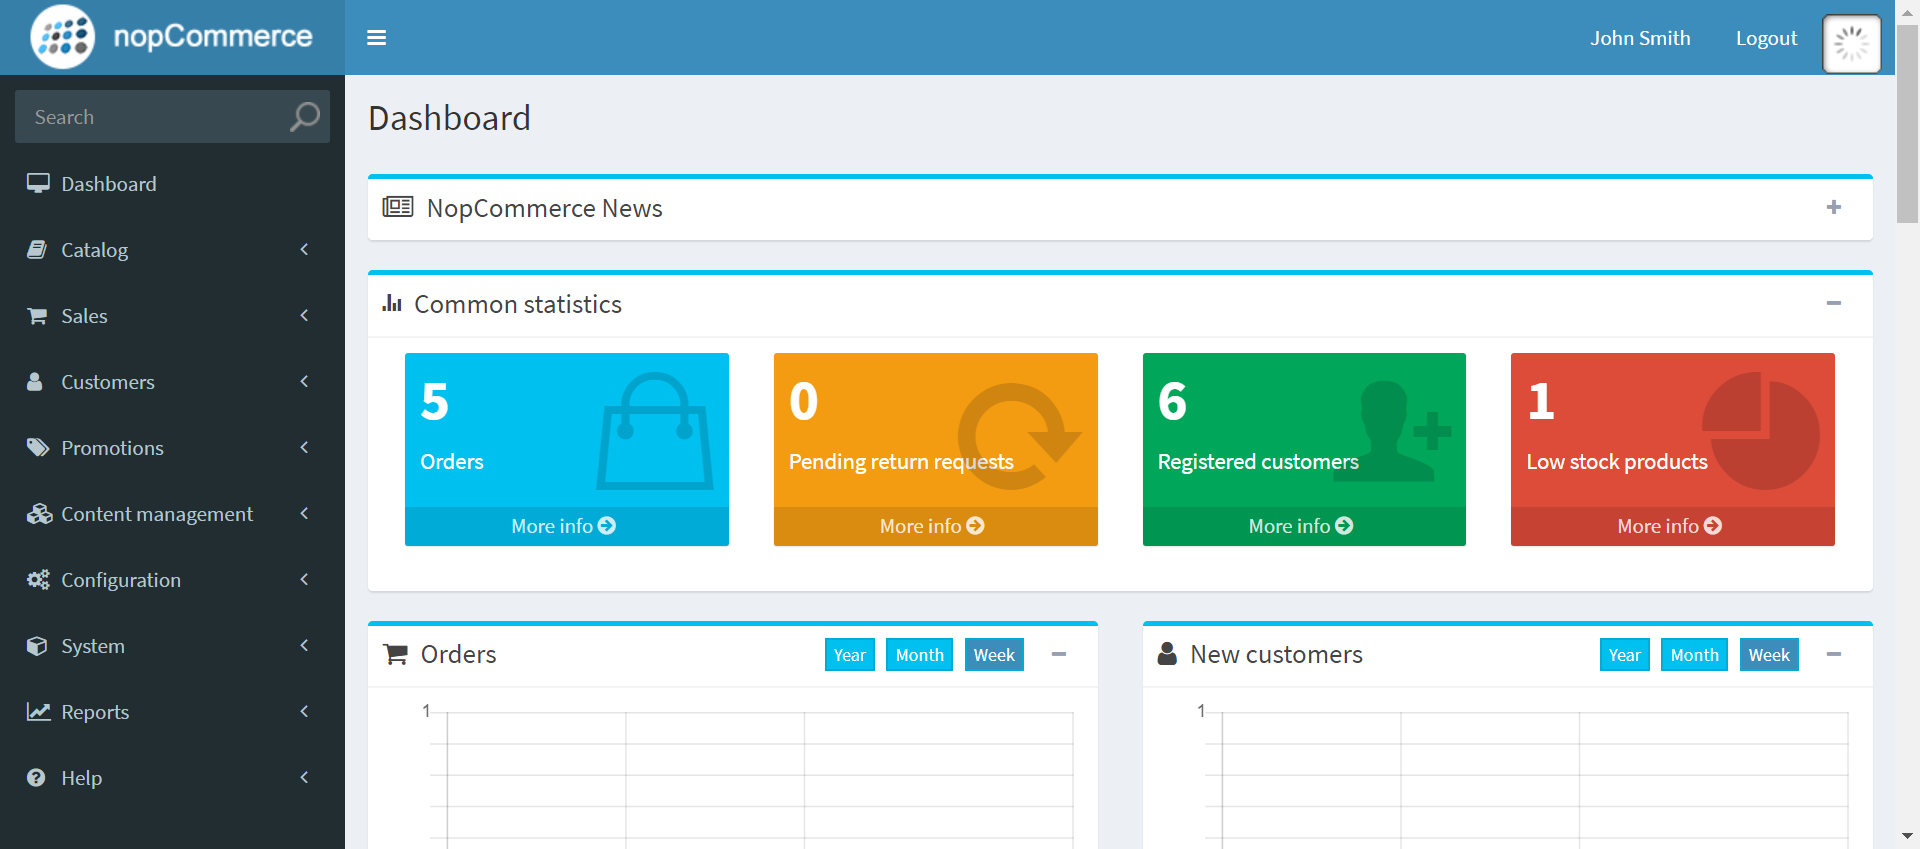 nopCommerce
John Smith
Logout
Search
Dashboard
Catalog
Sales
Customers
Promotions
Content management
Configuration
System
Reports
Help
Dashboard
NopCommerce News
Common statistics
5
Orders
More info
0
Pending return requests
More info
6
Registered customers
More info
1
Low stock products
More info
Orders
Year
Month
Week
1
New customers
Year
Month
Week
1